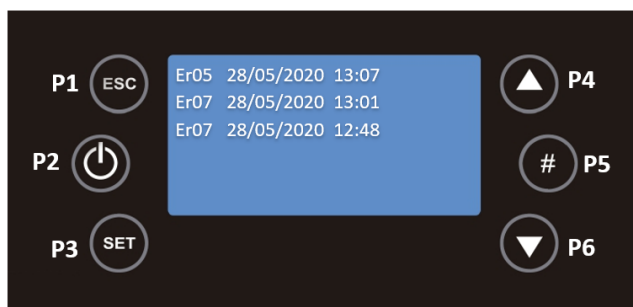 P1 ESC
Er05 28/05/2020 13:07
P4
Er07 28/05/2020 13:01
Er07 28/05/2020 12:48
P2
# P5
P3 SET
P6